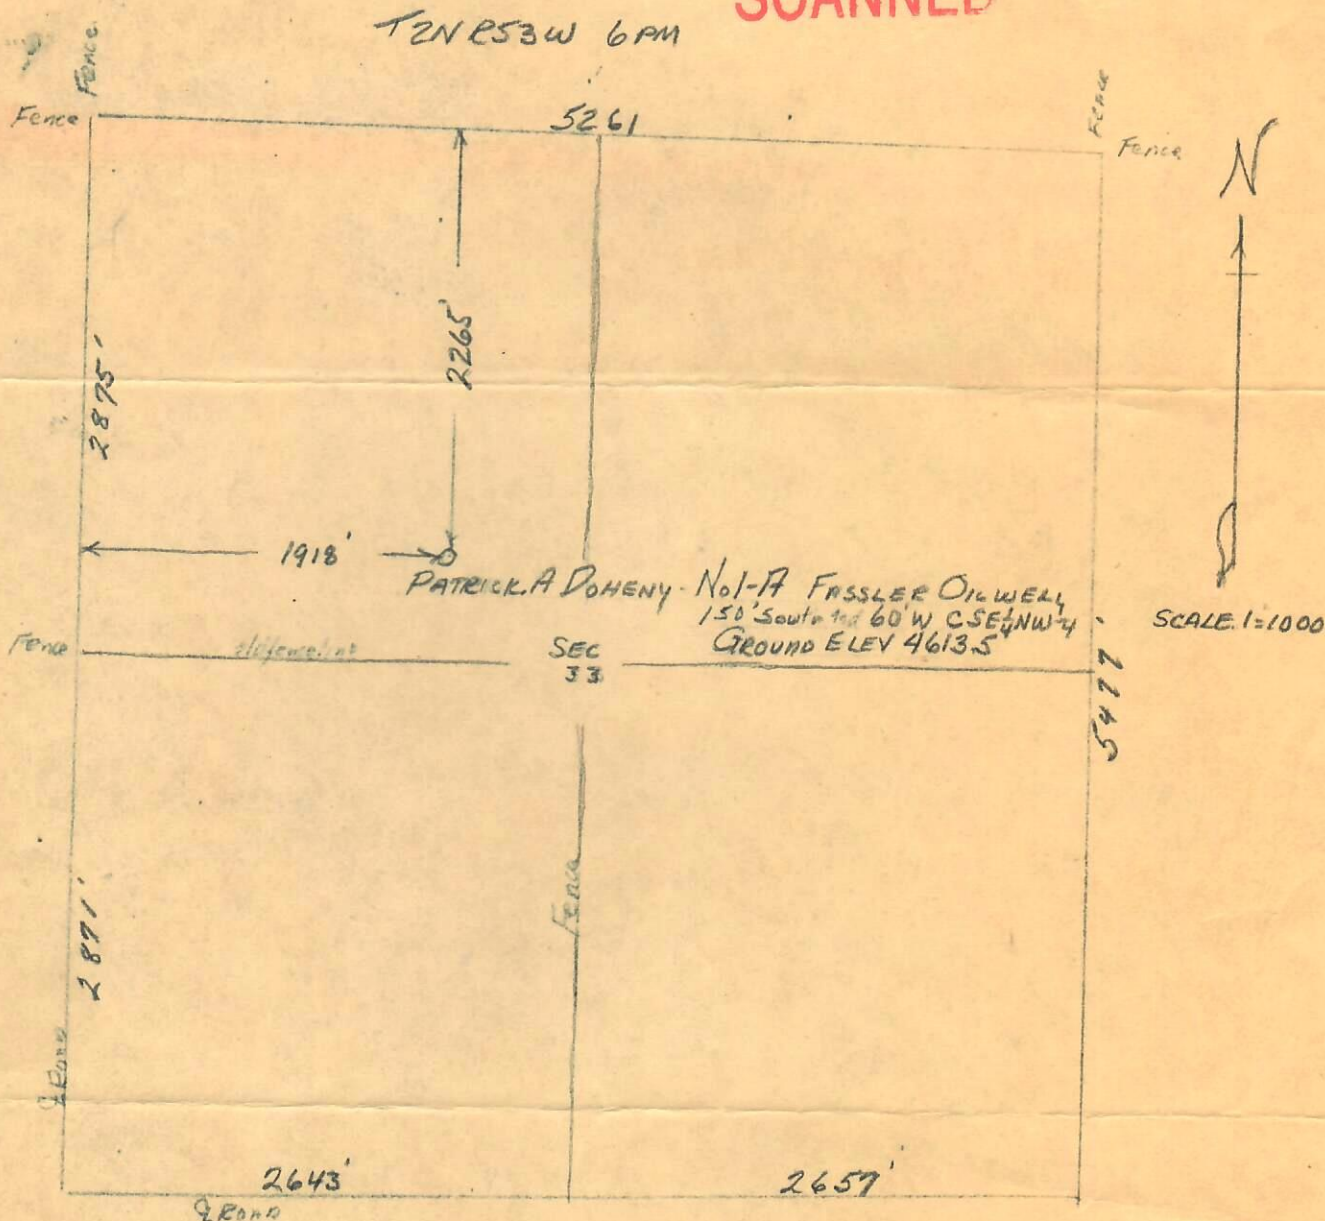 SCANNED
T2N R53W 6 PM
Fence
Fence
5261
Fence
Fence
N
2875'
2265'
1918'
PATRICK A DOHENY - No1-A FASSLER OIL WELL
150' South and 60' W C SE¼NW¼
GROUND ELEV 4613.5
SCALE 1=1000
Fence
SEC
33
5477'
2871'
Fence
℄ ROAD
2643'
2657'
℄ ROAD